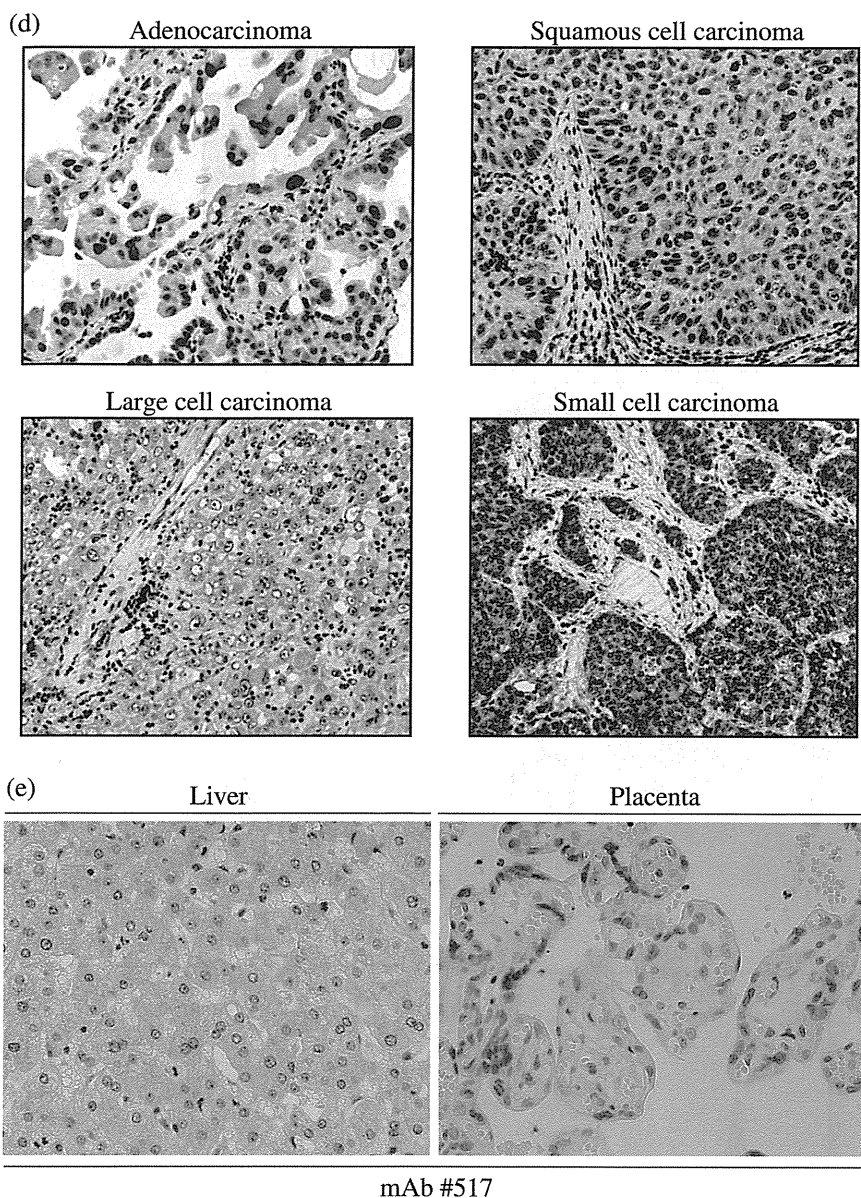 (d)
Adenocarcinoma
Squamous cell carcinoma
Large cell carcinoma
Small cell carcinoma
(e)
Liver
Placenta
mAb #517